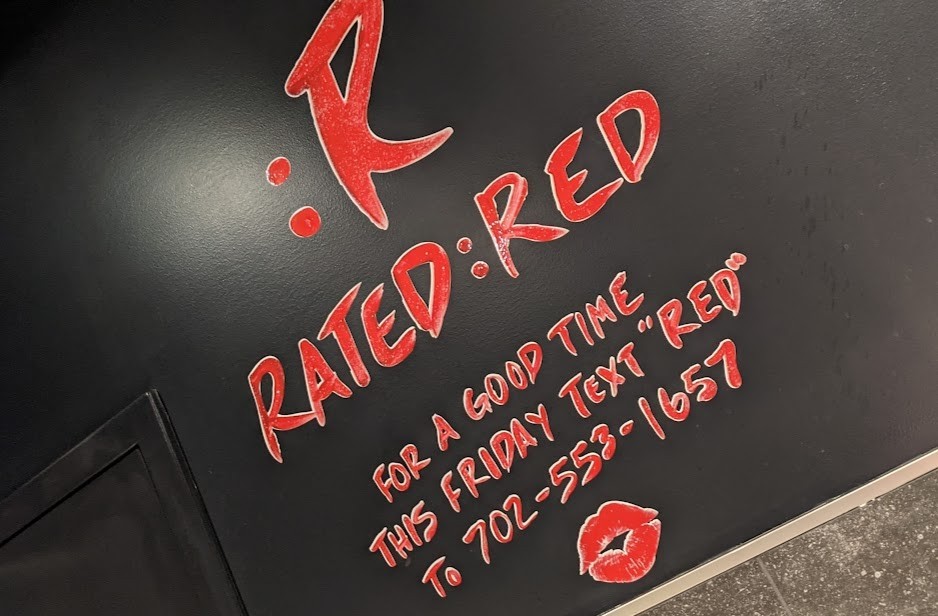 :R
RATED:RED
FOR A GOOD TIME
THIS FRIDAY TEXT "RED"
TO 702-553-1657